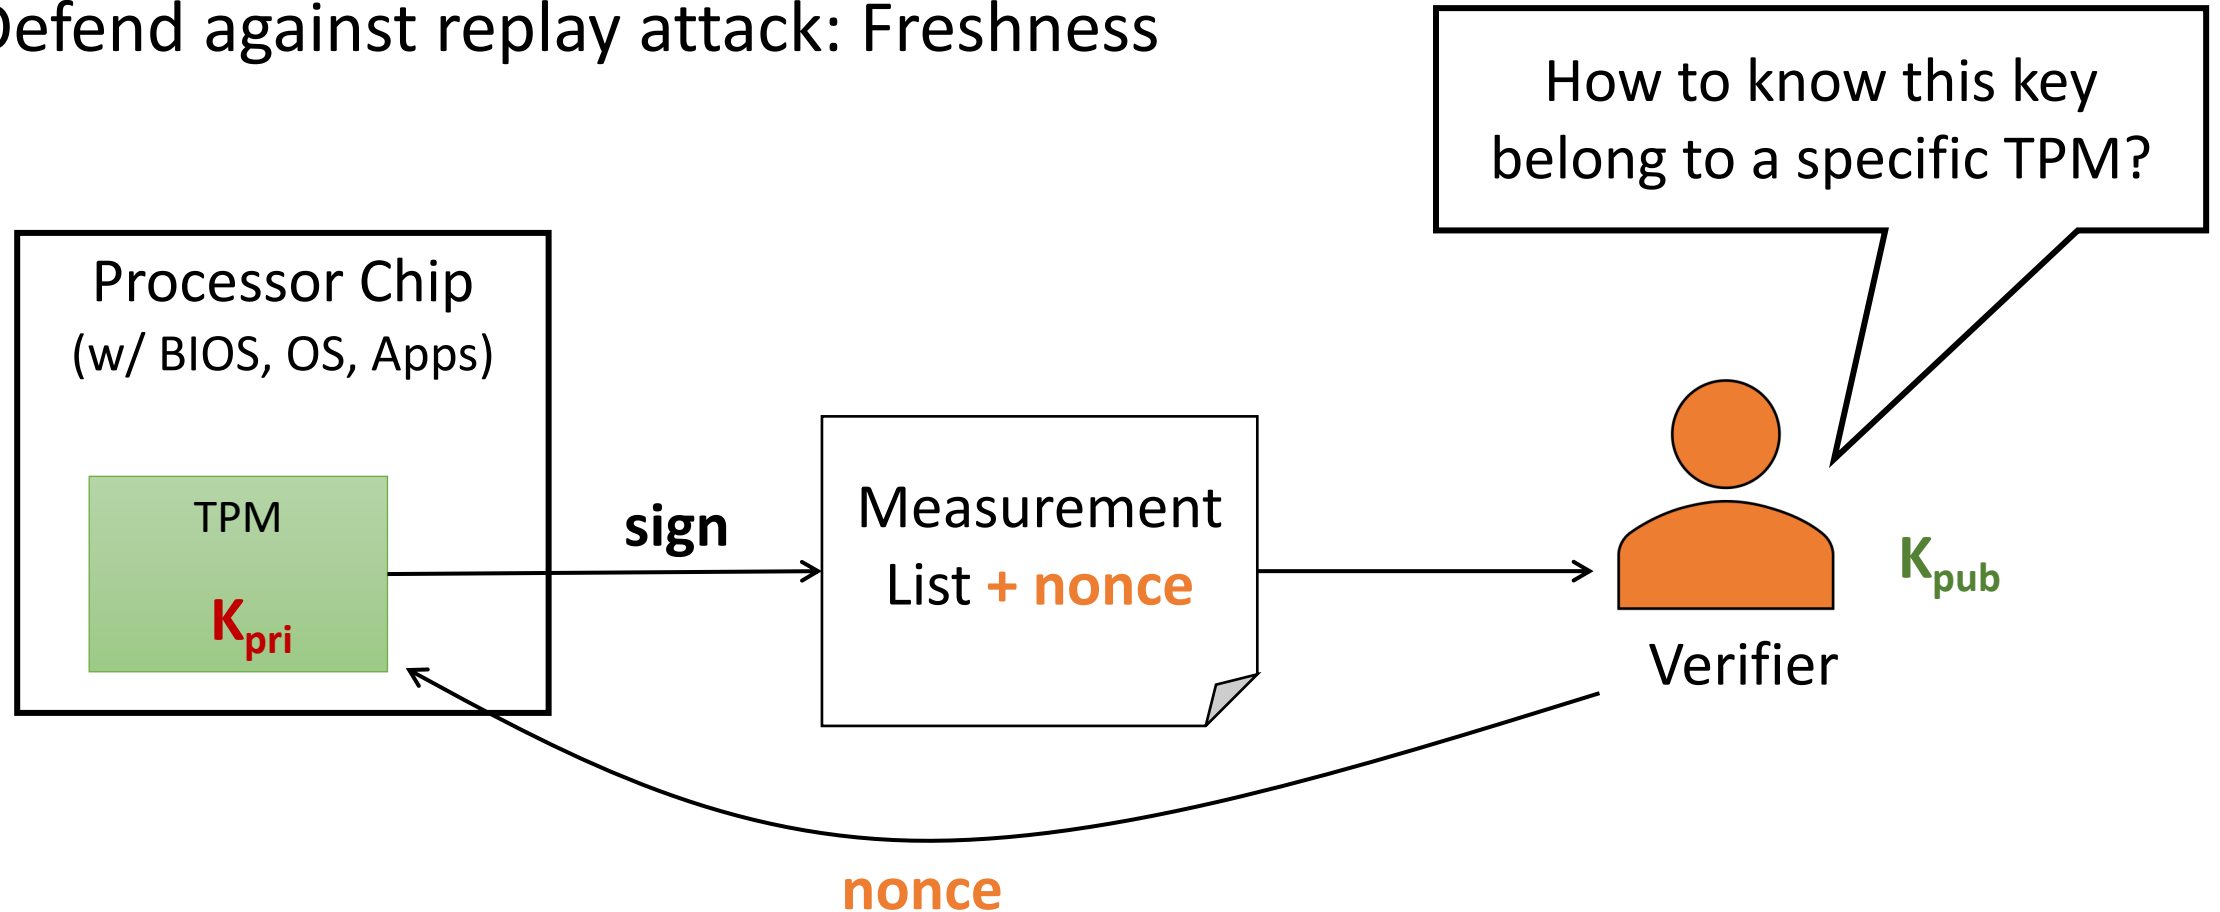 Defend against replay attack: Freshness
How to know this key
belong to a specific TPM?
Processor Chip
(w/ BIOS, OS, Apps)
TPM
Kpri
sign
Measurement
List + nonce
Kpub
Verifier
nonce